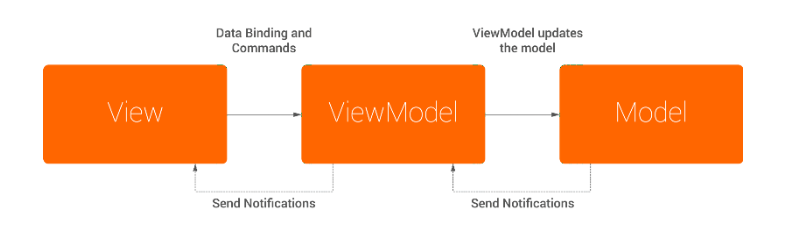 Data Binding and
Commands
ViewModel updates
the model
View
ViewModel
Model
Send Notifications
Send Notifications